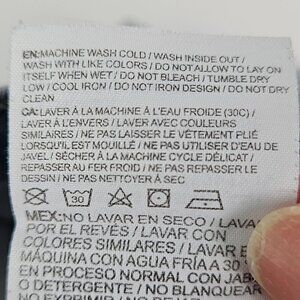 EN:MACHINE WASH COLD / WASH INSIDE OUT /
WASH WITH LIKE COLORS / DO NOT ALLOW TO LAY ON
ITSELF WHEN WET / DO NOT BLEACH / TUMBLE DRY
LOW / COOL IRON / DO NOT IRON DESIGN / DO NOT DRY
CLEAN
CA: LAVER À LA MACHINE À L'EAU FROIDE (30C) /
LAVER À L'ENVERS / LAVER AVEC COULEURS
SIMILAIRES / NE PAS LAISSER LE VÊTEMENT PLIÉ
LORSQU'IL EST MOUILLÉ / NE PAS UTILISER D'EAU DE
JAVEL / SÉCHER À LA MACHINE CYCLE DÉLICAT /
REPASSER AU FER FROID / NE PAS REPASSER LE
DESSIN / NE PAS NETTOYER À SEC
30
MEX:NO LAVAR EN SECO / LAVAR
POR EL REVÉS / LAVAR CON
COLORES SIMILARES / LAVAR EN
MÁQUINA CON AGUA FRÍA A 30
EN PROCESO NORMAL CON JAB
O DETERGENTE / NO BLANQUE
NO EXPRIMIR / NO